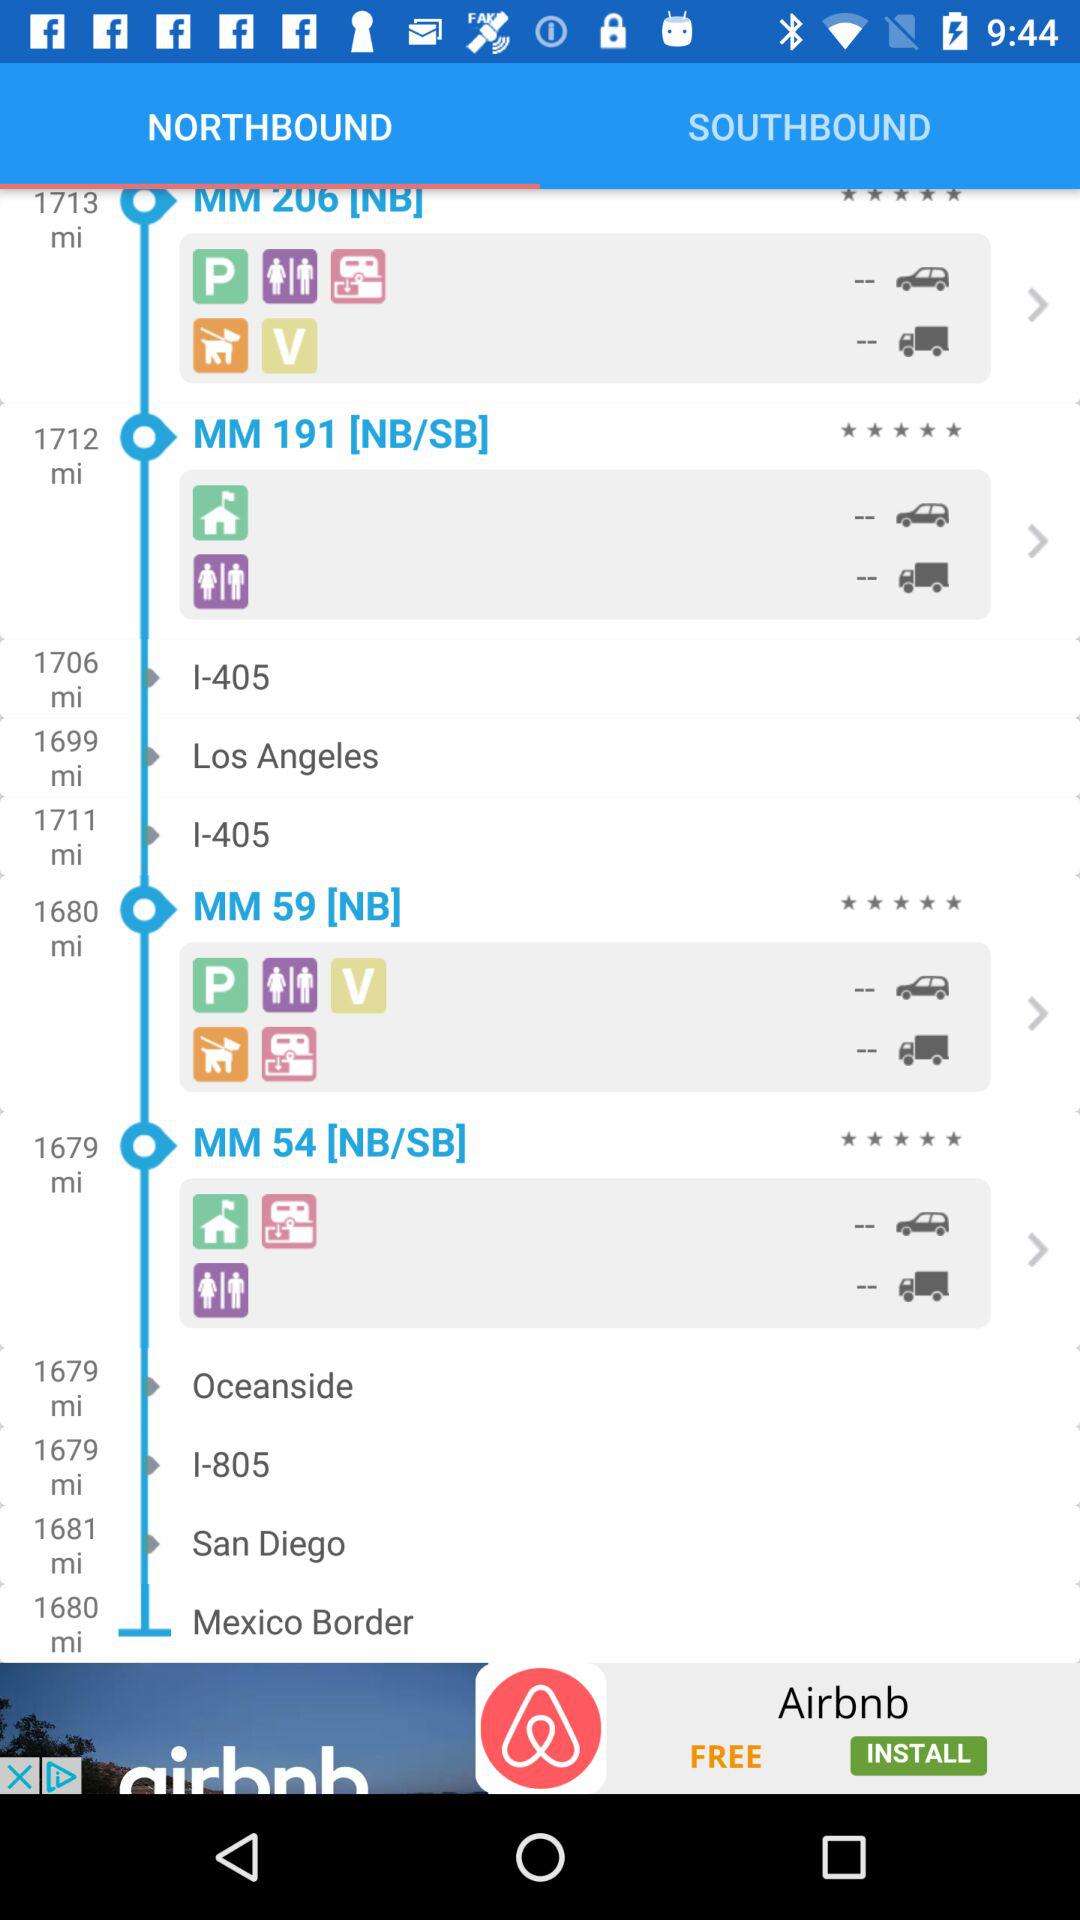 FAKE
9:44
NORTHBOUND
SOUTHBOUND
1713 mi
MM 206 [NB]
P
--
V
--
1712 mi
MM 191 [NB/SB]
--
--
1706 mi
I-405
1699 mi
Los Angeles
1711 mi
I-405
1680 mi
MM 59 [NB]
P
V
--
--
1679 mi
MM 54 [NB/SB]
--
--
1679 mi
Oceanside
1679 mi
I-805
1681 mi
San Diego
1680 mi
Mexico Border
airbnb
Airbnb
FREE
INSTALL